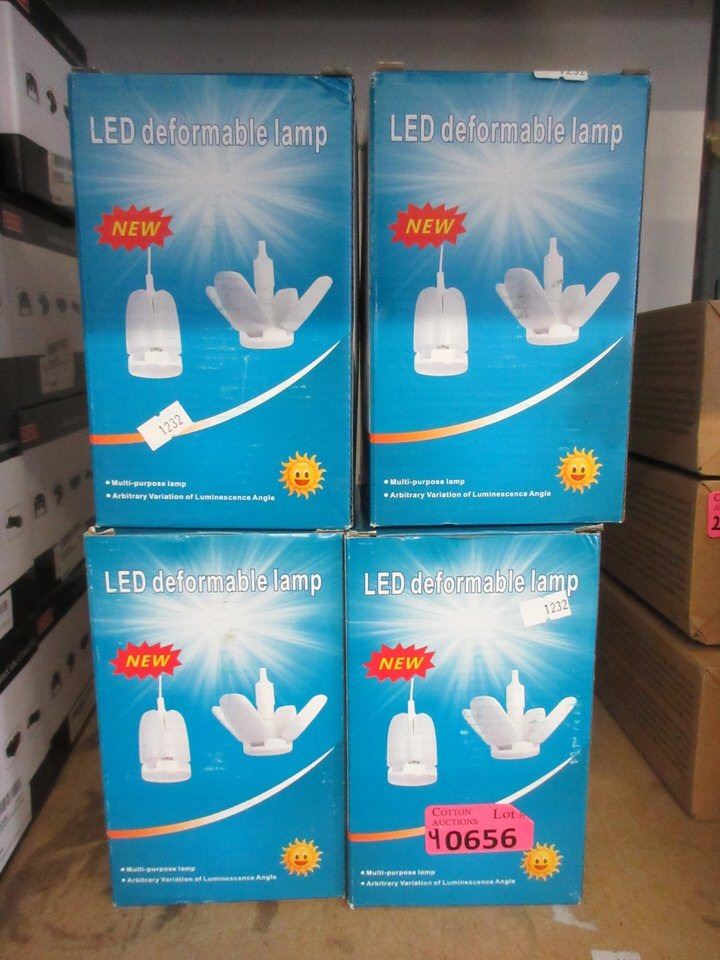 LED deformable lamp
NEW
1232
• Multi-purpose lamp
• Arbitrary Variation of Luminescence Angle
1232
LED deformable lamp
NEW
• Multi-purpose lamp
• Arbitrary Variation of Luminescence Angle
LED deformable lamp
NEW
• Multi-purpose lamp
• Arbitrary Variation of Luminescence Angle
LED deformable lamp
1232
NEW
COTTON AUCTIONS Lot #
40656
• Multi-purpose lamp
• Arbitrary Variation of Luminescence Angle